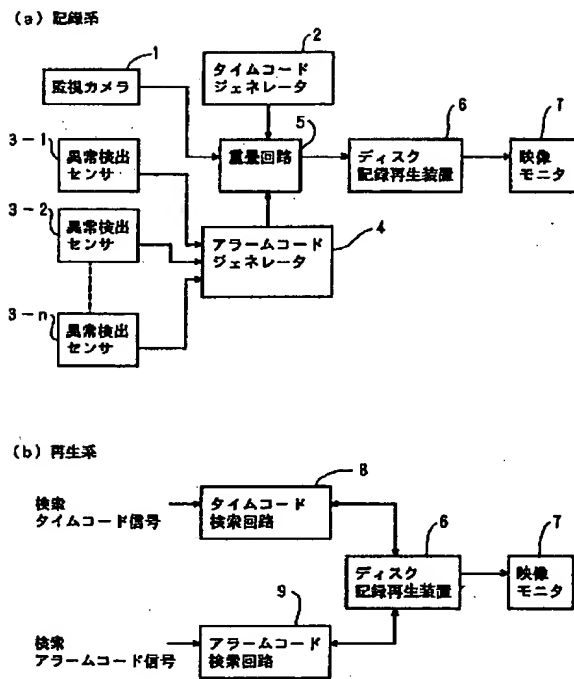 (a) 記録系
1
監視カメラ
2
タイムコード
ジェネレータ
3-1
異常検出
センサ
5
重畳回路
6
ディスク
記録再生装置
7
映像
モニタ
3-2
異常検出
センサ
アラームコード
ジェネレータ
4
3-n
異常検出
センサ
(b) 再生系
検索
タイムコード信号
8
タイムコード
検索回路
6
ディスク
記録再生装置
7
映像
モニタ
検索
アラームコード信号
9
アラームコード
検索回路